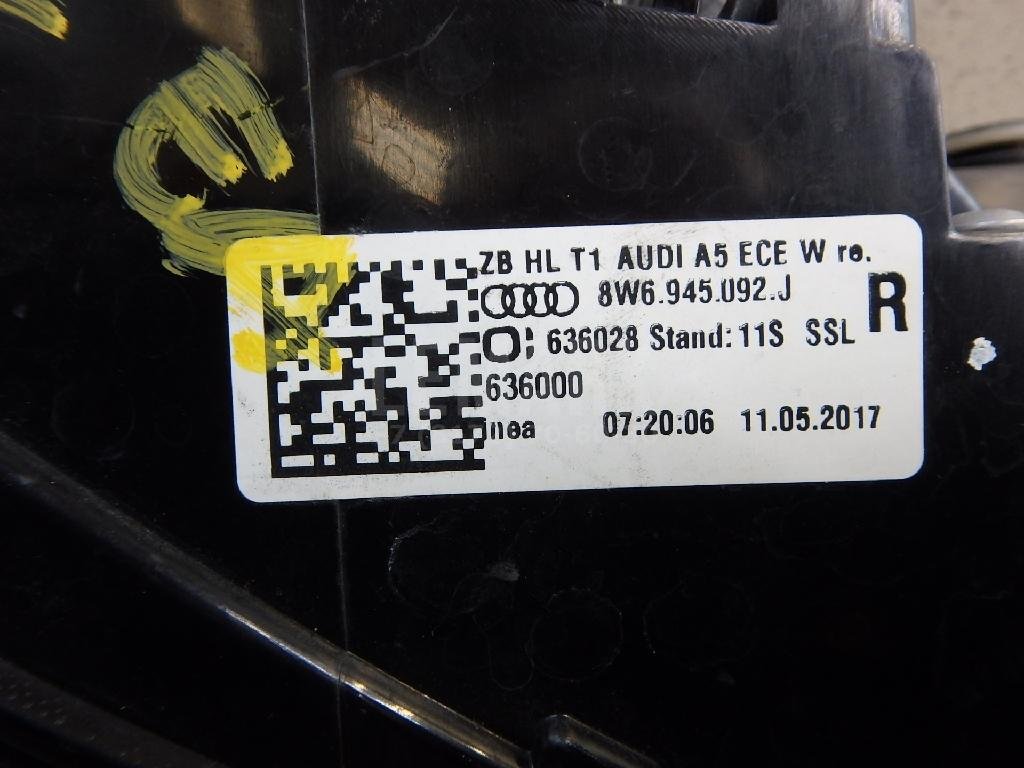 ZB HL T1 AUDI A5 ECE W re.
8W6.945.092.J R
636028 Stand: 11S SSL
636000
07:20:06 11.05.2017